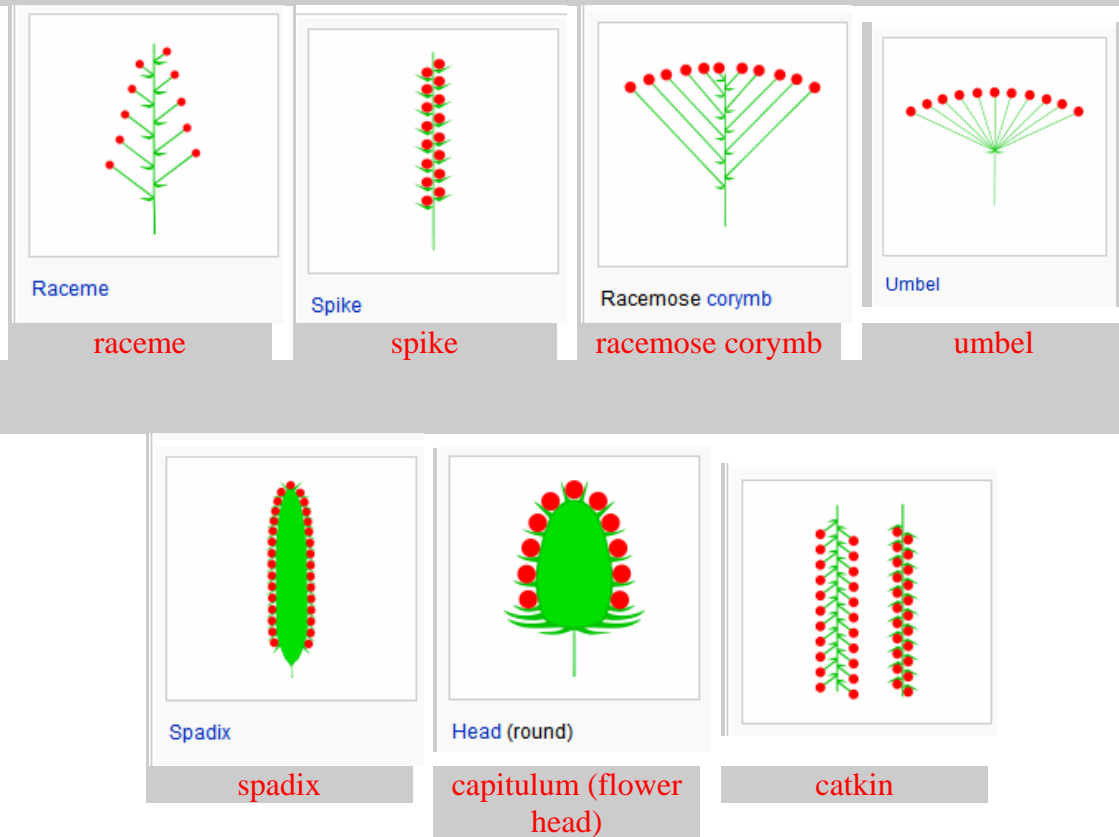 Raceme
Spike
Racemose corymb
Umbel
raceme
spike
racemose corymb
umbel
Spadix
Head (round)
spadix
capitulum (flower
head)
catkin